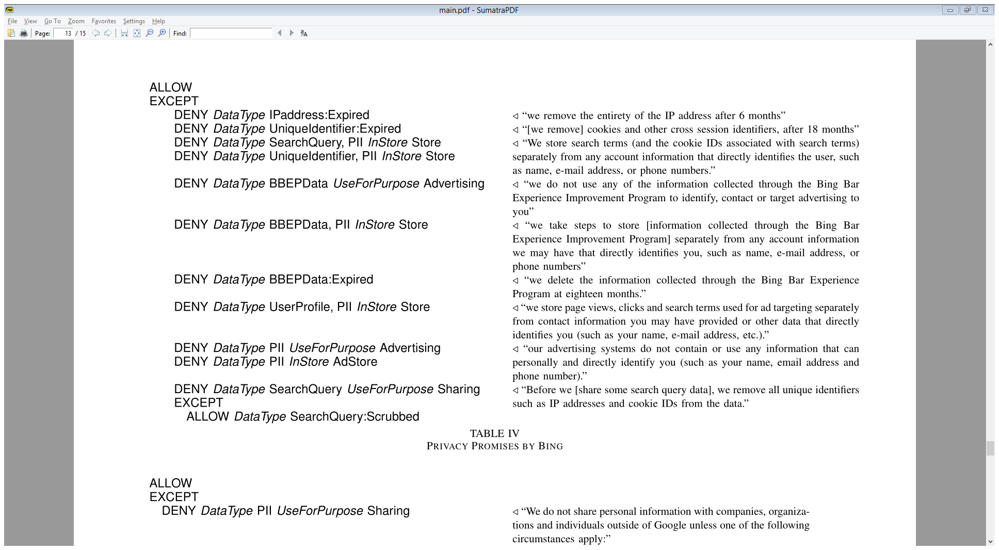 main.pdf - SumatraPDF
File View Go To Zoom Favorites Settings Help
Page: 13 / 15 Find:
ALLOW
EXCEPT
DENY DataType IPaddress:Expired ◁ “we remove the entirety of the IP address after 6 months”
DENY DataType UniqueIdentifier:Expired ◁ “[we remove] cookies and other cross session identifiers, after 18 months”
DENY DataType SearchQuery, PII InStore Store ◁ “We store search terms (and the cookie IDs associated with search terms)
DENY DataType UniqueIdentifier, PII InStore Store separately from any account information that directly identifies the user, such
as name, e-mail address, or phone numbers.”
DENY DataType BBEPData UseForPurpose Advertising ◁ “we do not use any of the information collected through the Bing Bar
Experience Improvement Program to identify, contact or target advertising to
you”
DENY DataType BBEPData, PII InStore Store ◁ “we take steps to store [information collected through the Bing Bar
Experience Improvement Program] separately from any account information
we may have that directly identifies you, such as name, e-mail address, or
phone numbers”
DENY DataType BBEPData:Expired ◁ “we delete the information collected through the Bing Bar Experience
Program at eighteen months.”
DENY DataType UserProfile, PII InStore Store ◁ “we store page views, clicks and search terms used for ad targeting separately
from contact information you may have provided or other data that directly
identifies you (such as your name, e-mail address, etc.).”
DENY DataType PII UseForPurpose Advertising ◁ “our advertising systems do not contain or use any information that can
DENY DataType PII InStore AdStore personally and directly identify you (such as your name, email address and
phone number).”
DENY DataType SearchQuery UseForPurpose Sharing ◁ “Before we [share some search query data], we remove all unique identifiers
EXCEPT such as IP addresses and cookie IDs from the data.”
ALLOW DataType SearchQuery:Scrubbed
TABLE IV
PRIVACY PROMISES BY BING
ALLOW
EXCEPT
DENY DataType PII UseForPurpose Sharing ◁ “We do not share personal information with companies, organiza-
tions and individuals outside of Google unless one of the following
circumstances apply:”